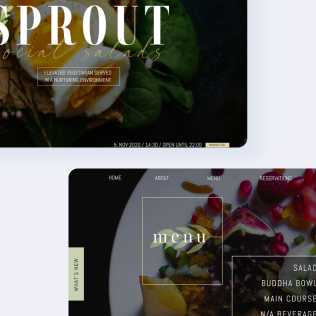 SPROUT
social salads
ELEVATED VEGETARIAN SERVED
IN A NURTURING ENVIRONMENT
5. NOV 2020 / 14:30 / OPEN UNTIL 22:00
HOME ABOUT MENU RESERVATIONS
menu
WHAT'S NEW
SALAD
BUDDHA BOWL
MAIN COURSE
N/A BEVERAGE